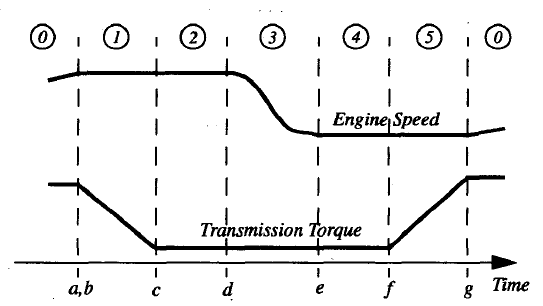 0 1 2 3 4 5 0
Engine Speed
Transmission Torque
a,b c d e f g Time